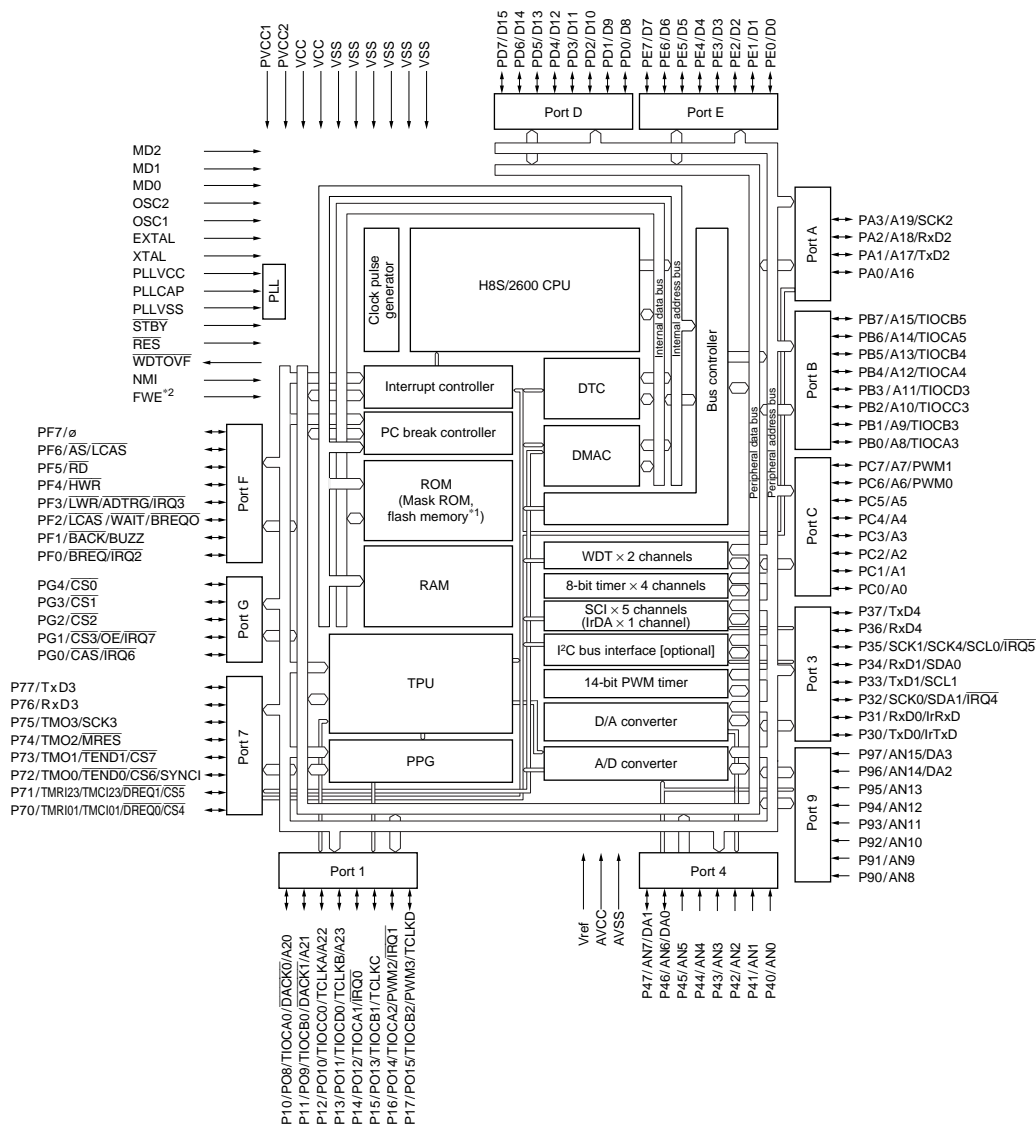 PVCC1
PVCC2
VCC
VCC
VSS
VSS
VSS
VSS
VSS
VSS
PD7/ D15
PD6/ D14
PD5/ D13
PD4/ D12
PD3/ D11
PD2/ D10
PD1/ D9
PD0/ D8
PE7/ D7
PE6/ D6
PE5/ D5
PE4/ D4
PE3/ D3
PE2/ D2
PE1/ D1
PE0/ D0
Port D
Port E
MD2
MD1
MD0
OSC2
OSC1
EXTAL
XTAL
PLLVCC
PLLCAP
PLLVSS
STBY
RES
WDTOVF
NMI
FWE*2
PLL
Clock pulse
generator
H8S/2600 CPU
Internal data bus
Internal address bus
Bus controller
Peripheral data bus
Peripheral address bus
Interrupt controller
PC break controller
DTC
DMAC
ROM
(Mask ROM,
flash memory*1)
RAM
TPU
PPG
WDT × 2 channels
8-bit timer × 4 channels
SCI × 5 channels
(IrDA × 1 channel)
I²C bus interface [optional]
14-bit PWM timer
D/A converter
A/D converter
Port A
PA3/A19/SCK2
PA2/A18/RxD2
PA1/A17/TxD2
PA0/A16
Port B
PB7/A15/TIOCB5
PB6/A14/TIOCA5
PB5/A13/TIOCB4
PB4/A12/TIOCA4
PB3/A11/TIOCD3
PB2/A10/TIOCC3
PB1/A9/TIOCB3
PB0/A8/TIOCA3
Port C
PC7/A7/PWM1
PC6/A6/PWM0
PC5/A5
PC4/A4
PC3/A3
PC2/A2
PC1/A1
PC0/A0
Port 3
P37/TxD4
P36/RxD4
P35/SCK1/SCK4/SCL0/IRQ5
P34/RxD1/SDA0
P33/TxD1/SCL1
P32/SCK0/SDA1/IRQ4
P31/RxD0/IrRxD
P30/TxD0/IrTxD
Port 9
P97/AN15/DA3
P96/AN14/DA2
P95/AN13
P94/AN12
P93/AN11
P92/AN10
P91/AN9
P90/AN8
Port F
PF7/ø
PF6/AS/LCAS
PF5/RD
PF4/HWR
PF3/LWR/ADTRG/IRQ3
PF2/LCAS /WAIT/BREQO
PF1/BACK/BUZZ
PF0/BREQ/IRQ2
Port G
PG4/CS0
PG3/CS1
PG2/CS2
PG1/CS3/OE/IRQ7
PG0/CAS/IRQ6
Port 7
P77/TxD3
P76/RxD3
P75/TMO3/SCK3
P74/TMO2/MRES
P73/TMO1/TEND1/CS7
P72/TMO0/TEND0/CS6/SYNCI
P71/TMRI23/TMCI23/DREQ1/CS5
P70/TMRI01/TMCI01/DREQ0/CS4
Port 1
P10/PO8/TIOCA0/DACK0/A20
P11/PO9/TIOCB0/DACK1/A21
P12/PO10/TIOCC0/TCLKA/A22
P13/PO11/TIOCD0/TCLKB/A23
P14/PO12/TIOCA1/IRQ0
P15/PO13/TIOCB1/TCLKC
P16/PO14/TIOCA2/PWM2/IRQ1
P17/PO15/TIOCB2/PWM3/TCLKD
Vref
AVCC
AVSS
Port 4
P47/AN7/DA1
P46/AN6/DA0
P45/AN5
P44/AN4
P43/AN3
P42/AN2
P41/AN1
P40/AN0